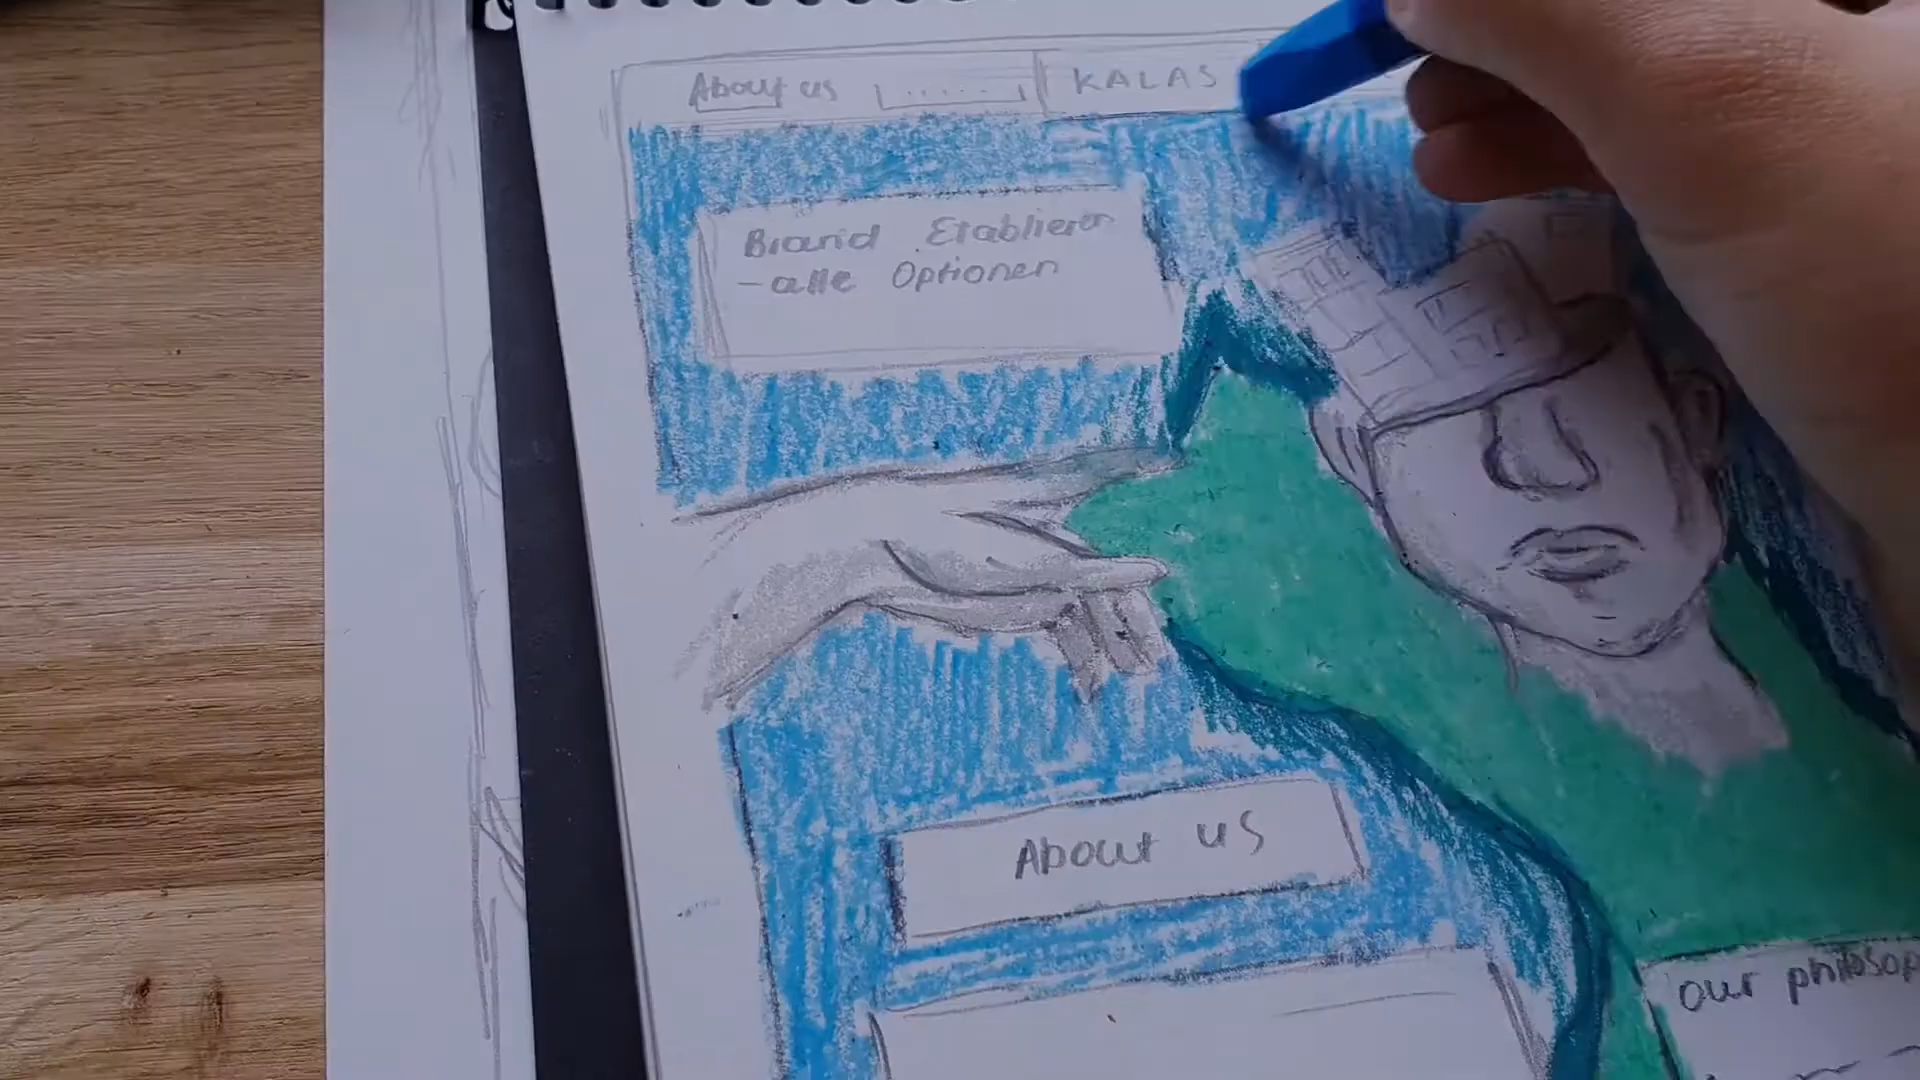 About us
KALAS
Brand Etablieren
- alle Optionen
About us
our philosop